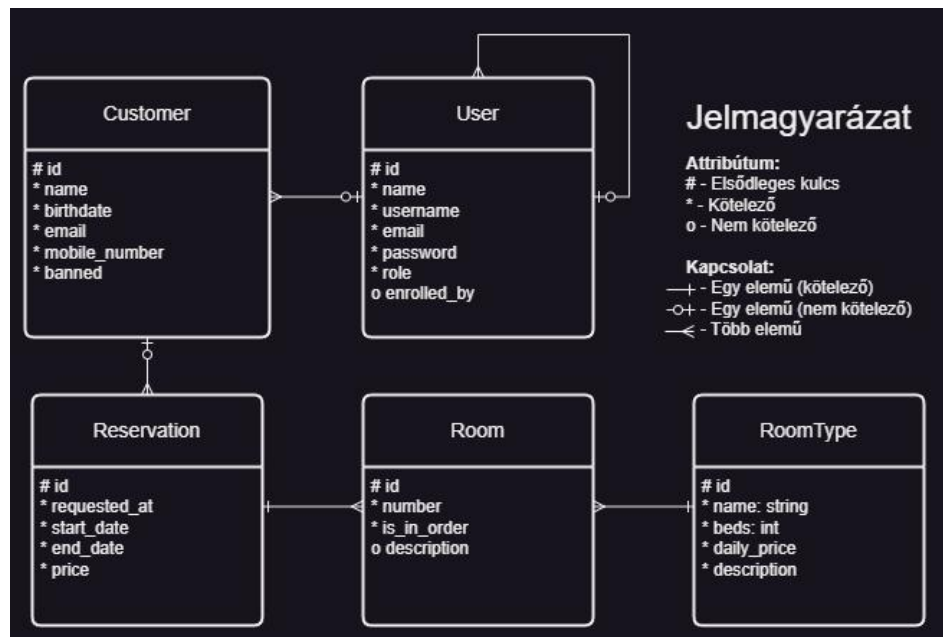 Customer
# id
* name
* birthdate
* email
* mobile_number
* banned
User
# id
* name
* username
* email
* password
* role
o enrolled_by
Jelmagyarázat
Attribútum:
# - Elsődleges kulcs
* - Kötelező
o - Nem kötelező
Kapcsolat:
- Egy elemű (kötelező)
- Egy elemű (nem kötelező)
- Több elemű
Reservation
# id
* requested_at
* start_date
* end_date
* price
Room
# id
* number
* is_in_order
o description
RoomType
# id
* name: string
* beds: int
* daily_price
* description